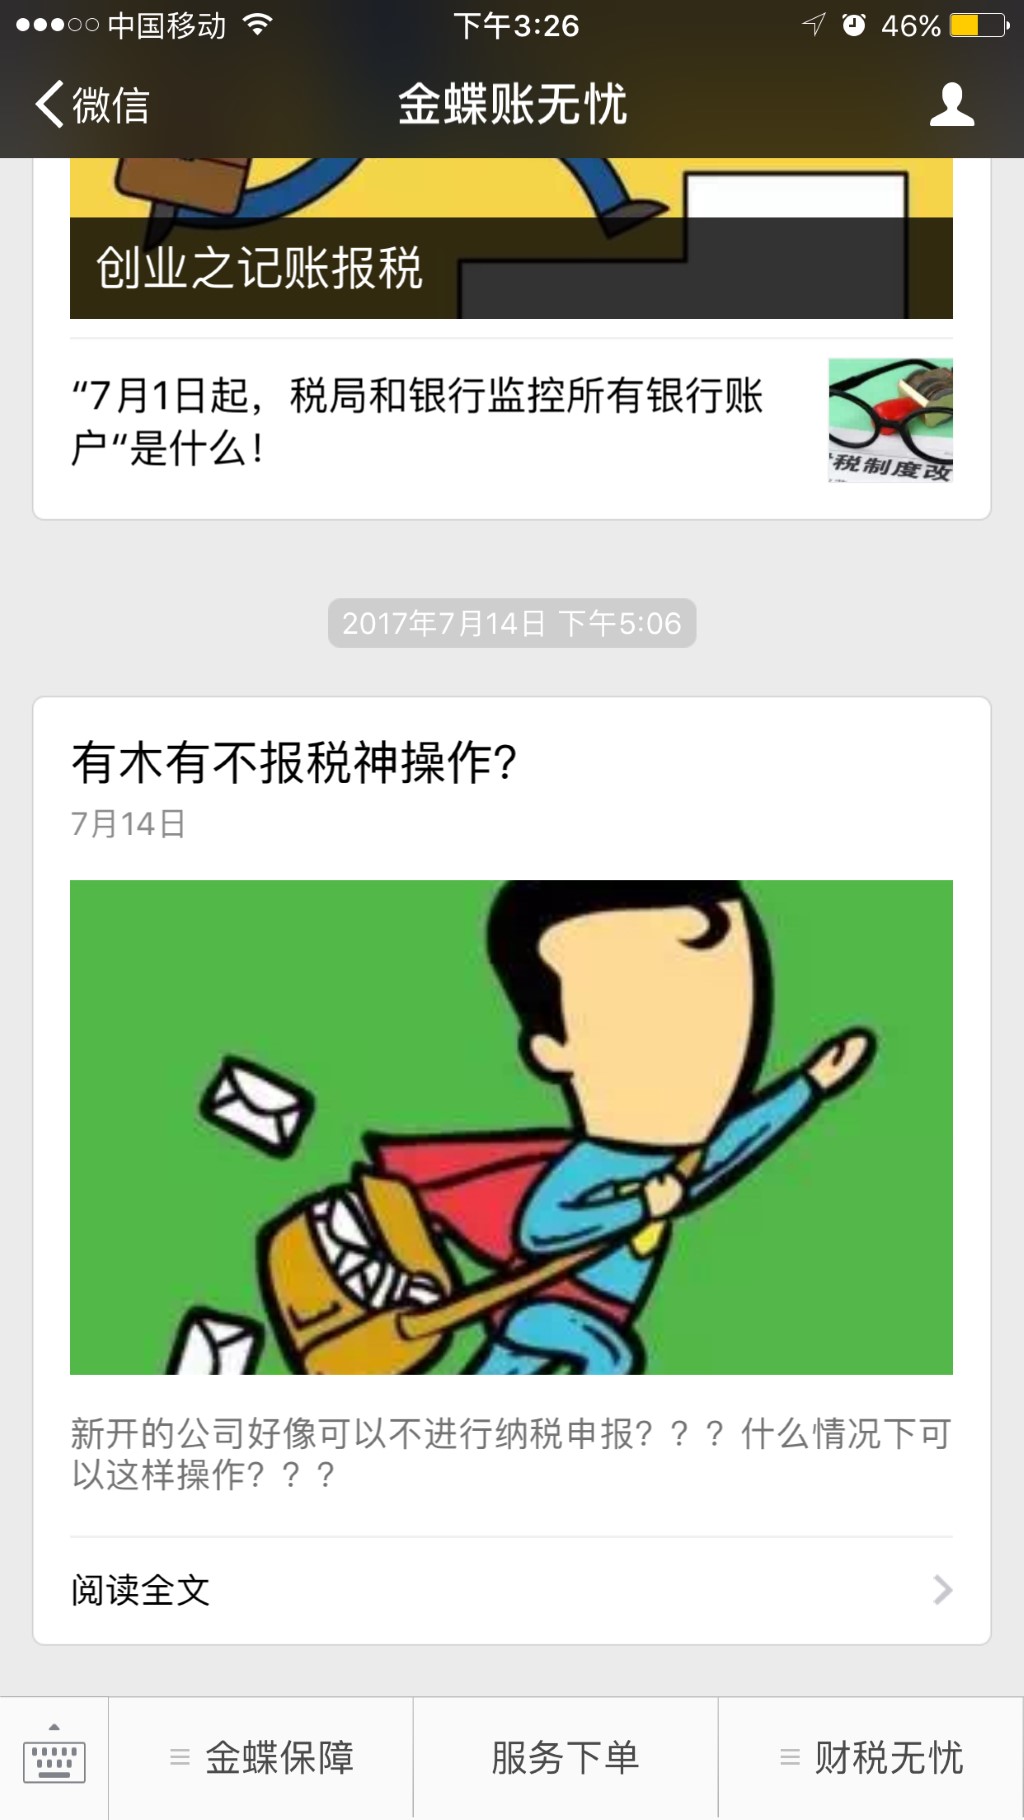 中国移动
下午3:26
46%
微信
金蝶账无忧
创业之记账报税
“7月1日起，税局和银行监控所有银行账
户“是什么！
税制度改
2017年7月14日 下午5:06
有木有不报税神操作?
7月14日
新开的公司好像可以不进行纳税申报？？？什么情况下可
以这样操作？？？
阅读全文
金蝶保障
服务下单
财税无忧